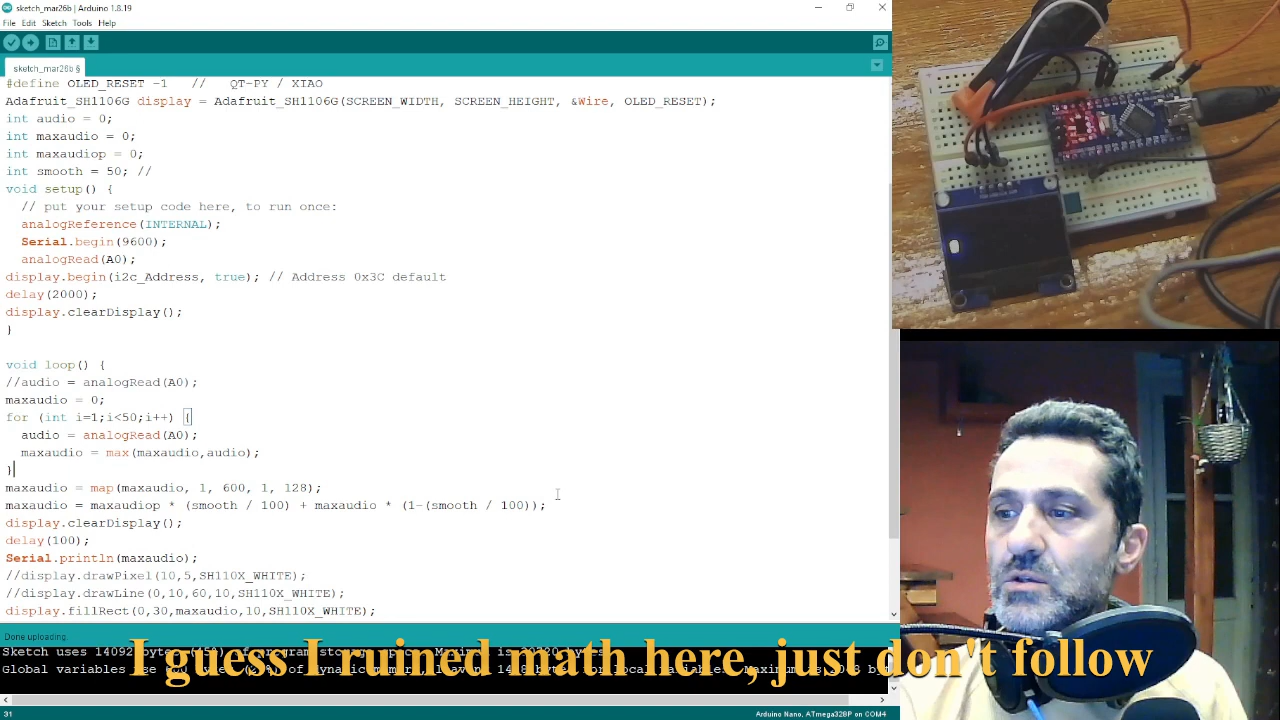 sketch_mar26b | Arduino 1.8.19
File Edit Sketch Tools Help
sketch_mar26b §
#define OLED_RESET -1   //   QT-PY / XIAO
Adafruit_SH1106G display = Adafruit_SH1106G(SCREEN_WIDTH, SCREEN_HEIGHT, &Wire, OLED_RESET);
int audio = 0;
int maxaudio = 0;
int maxaudiop = 0;
int smooth = 50; //
void setup() {
  // put your setup code here, to run once:
  analogReference(INTERNAL);
  Serial.begin(9600);
  analogRead(A0);
display.begin(i2c_Address, true); // Address 0x3C default
delay(2000);
display.clearDisplay();
}
void loop() {
//audio = analogRead(A0);
maxaudio = 0;
for (int i=1;i<50;i++) {
  audio = analogRead(A0);
  maxaudio = max(maxaudio,audio);
}
maxaudio = map(maxaudio, 1, 600, 1, 128);
maxaudio = maxaudiop * (smooth / 100) + maxaudio * (1-(smooth / 100));
display.clearDisplay();
delay(100);
Serial.println(maxaudio);
//display.drawPixel(10,5,SH110X_WHITE);
//display.drawLine(0,10,60,10,SH110X_WHITE);
display.fillRect(0,30,maxaudio,10,SH110X_WHITE);
Done uploading.
Sketch uses 14092
Global variables
I guess I ruined math here, just don't follow
31
Arduino Nano, ATmega328P on COM4